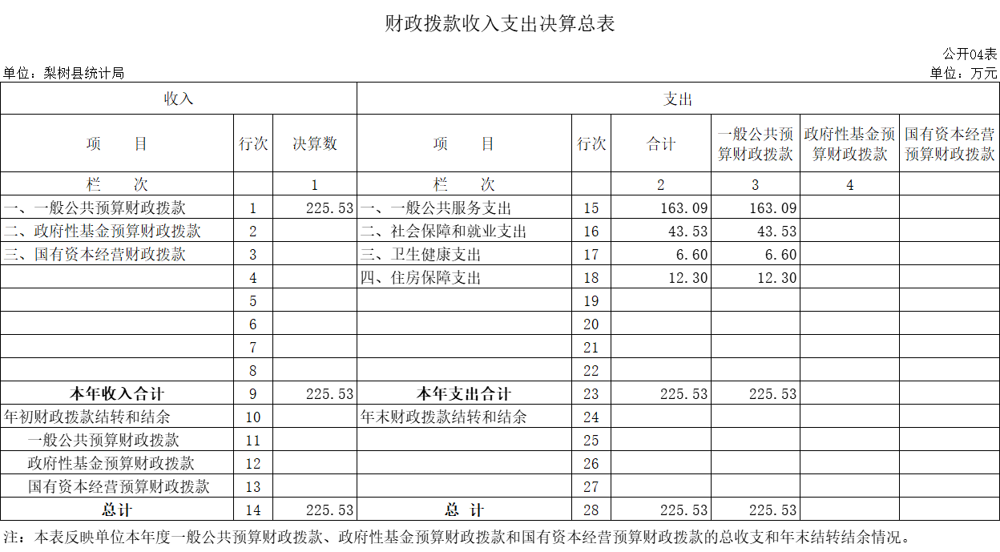 财政拨款收入支出决算总表
公开04表
单位：梨树县统计局 单位：万元
收入 支出
项 目 行次 决算数 项 目 行次 合计 一般公共预算财政拨款 政府性基金预算财政拨款 国有资本经营预算财政拨款
栏 次 1 栏 次 2 3 4
一、一般公共预算财政拨款 1 225.53 一、一般公共服务支出 15 163.09 163.09
二、政府性基金预算财政拨款 2 二、社会保障和就业支出 16 43.53 43.53
三、国有资本经营财政拨款 3 三、卫生健康支出 17 6.60 6.60
4 四、住房保障支出 18 12.30 12.30
5 19
6 20
7 21
8 22
本年收入合计 9 225.53 本年支出合计 23 225.53 225.53
年初财政拨款结转和结余 10 年末财政拨款结转和结余 24
一般公共预算财政拨款 11 25
政府性基金预算财政拨款 12 26
国有资本经营预算财政拨款 13 27
总计 14 225.53 总 计 28 225.53 225.53
注：本表反映单位本年度一般公共预算财政拨款、政府性基金预算财政拨款和国有资本经营预算财政拨款的总收支和年末结转结余情况。